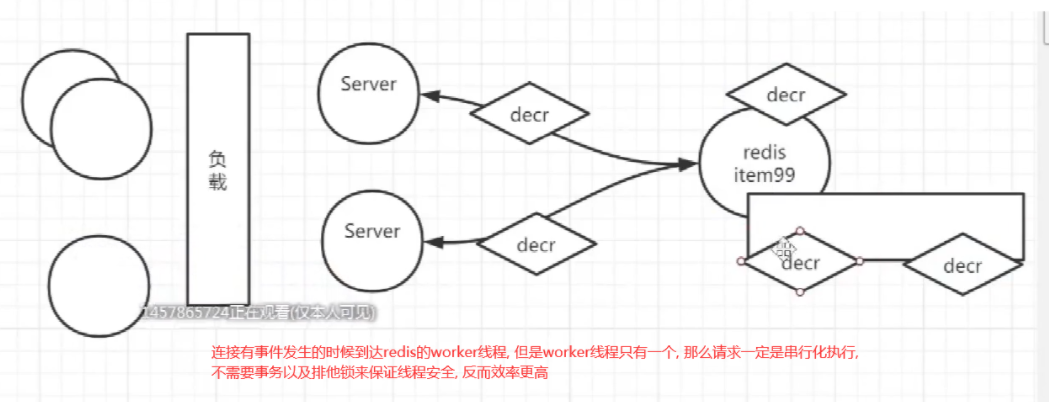 Server
decr
decr
负
载
redis
item99
Server
decr
decr
decr
1457865724正在观看(仅本人可见)
连接有事件发生的时候到达redis的worker线程, 但是worker线程只有一个, 那么请求一定是串行化执行,
不需要事务以及排他锁来保证线程安全, 反而效率更高